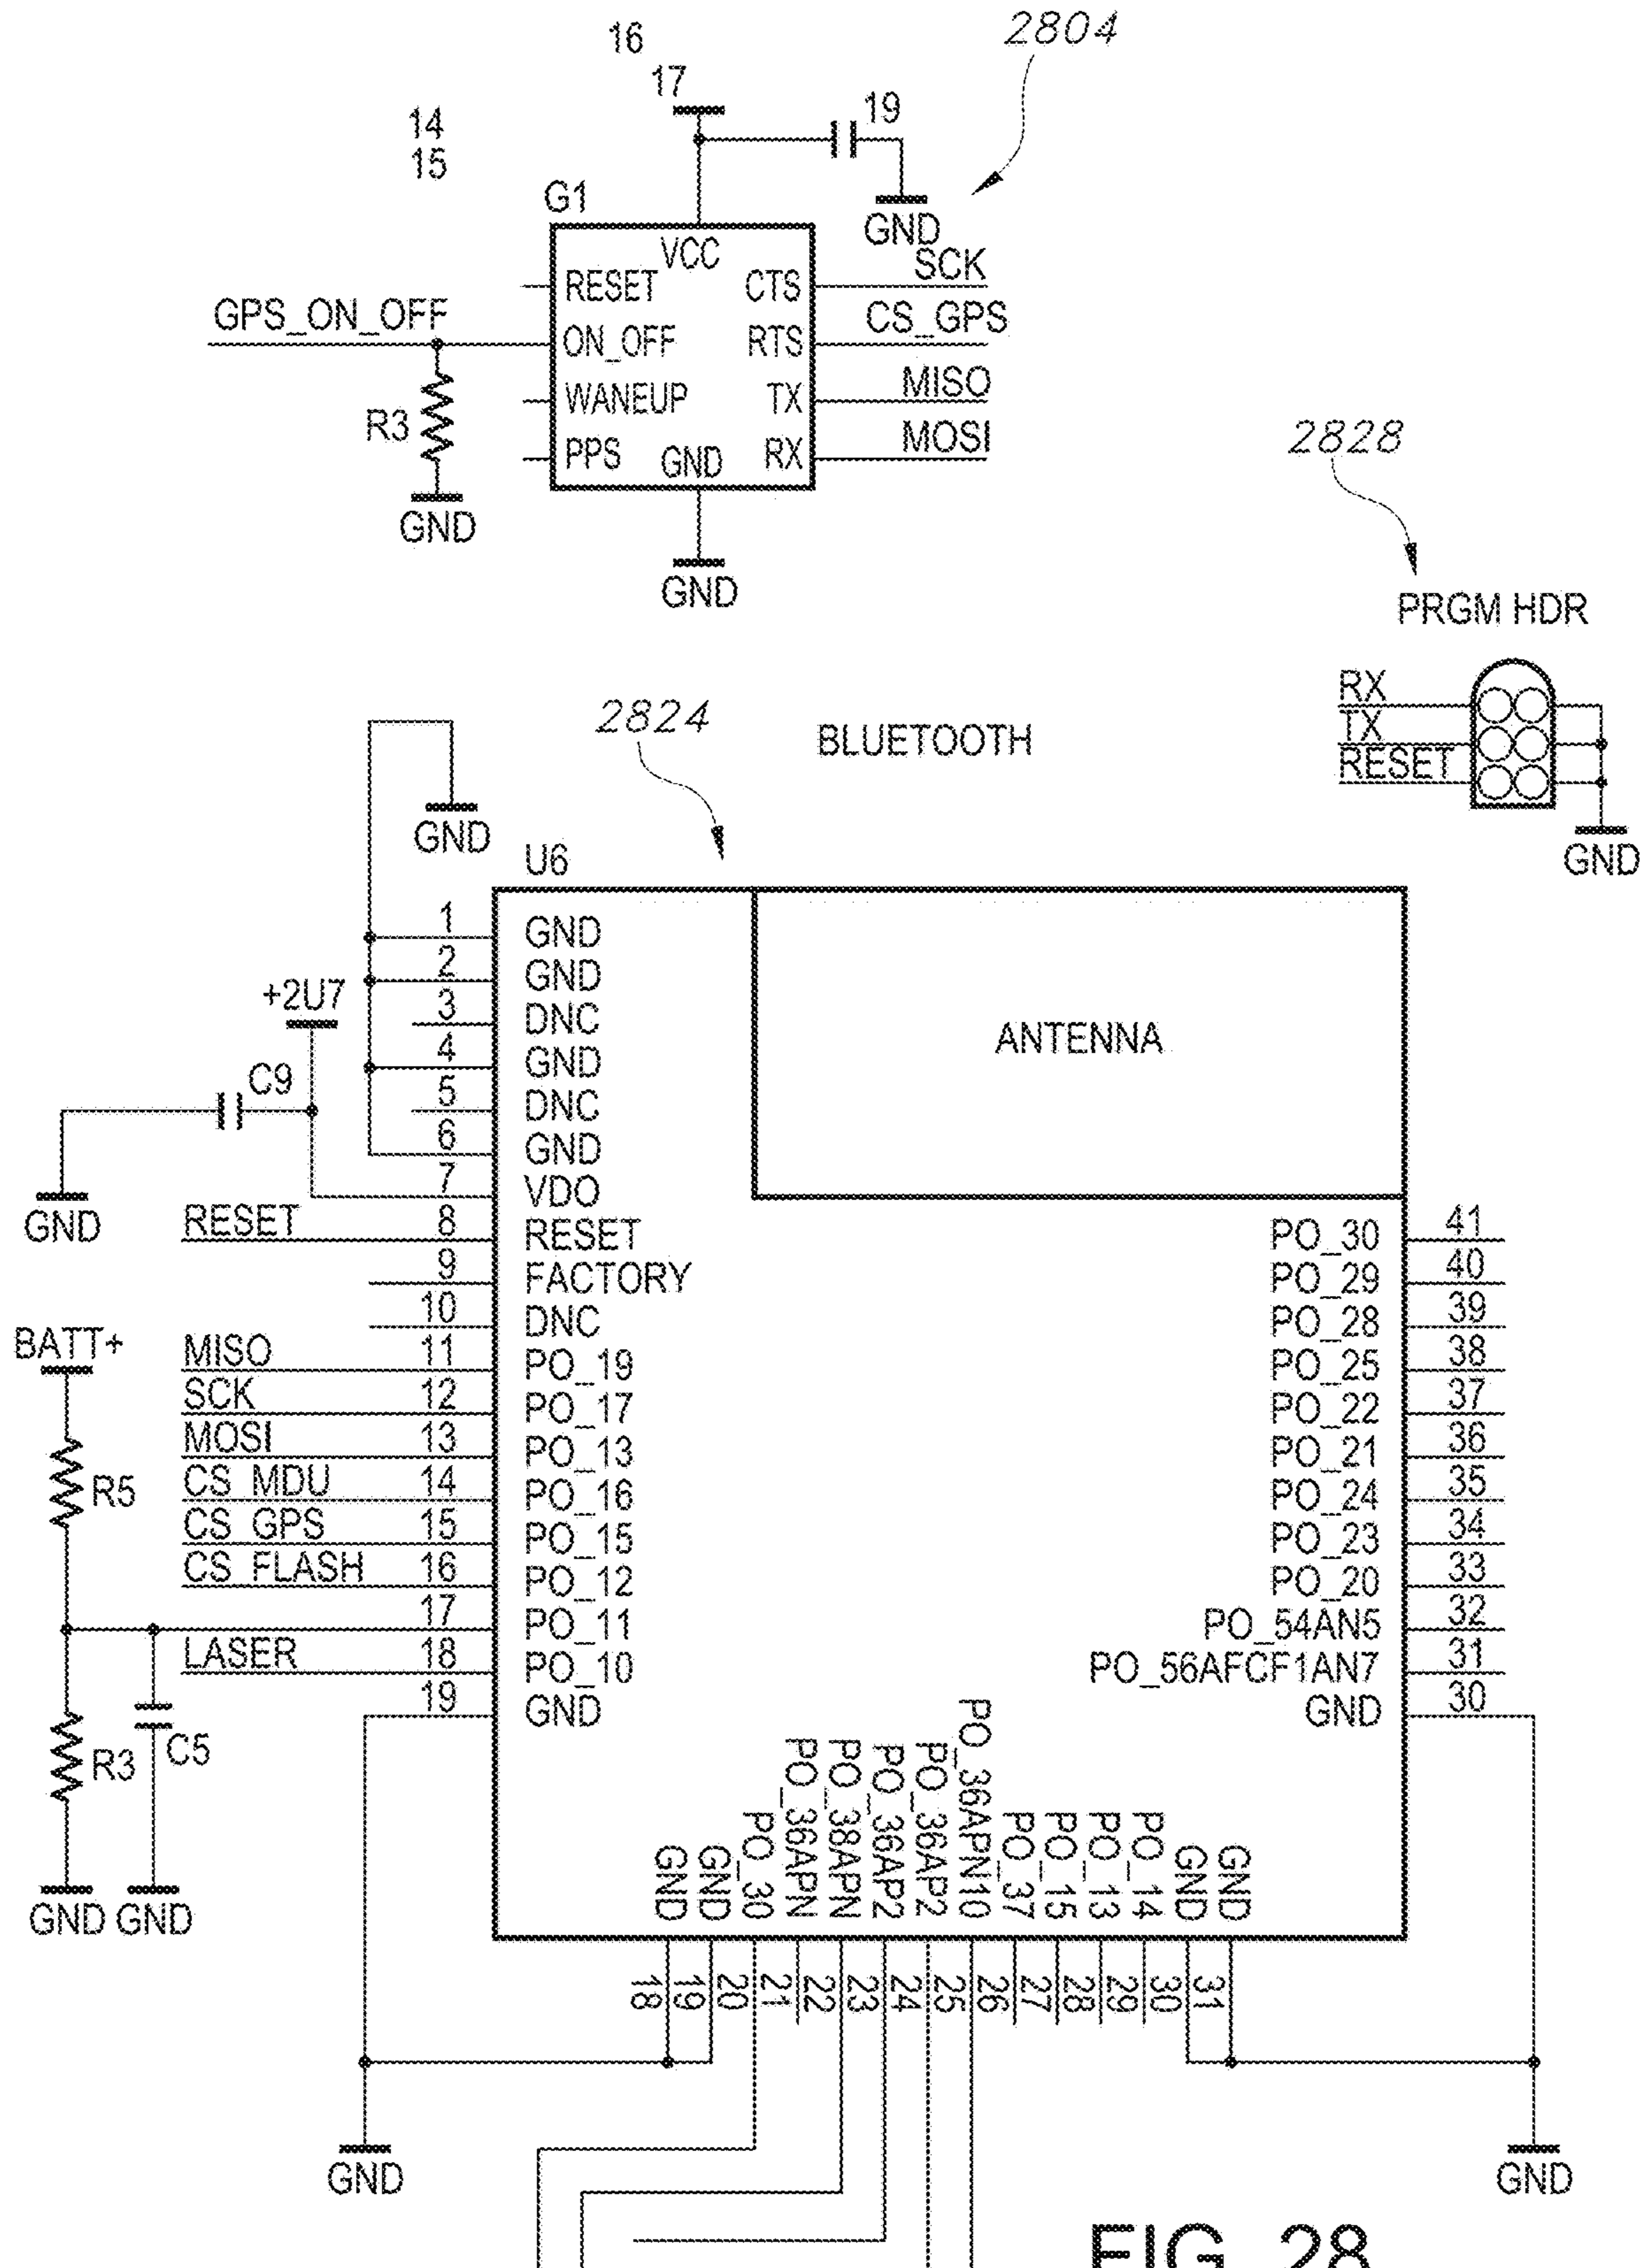 2804
16
17
19
14
15
G1
GND
VCC
SCK
RESET
CTS
GPS_ON_OFF
CS_GPS
ON_OFF
RTS
MISO
WANEUP
TX
R3
MOSI
PPS
GND
RX
GND
GND
2828
PRGM HDR
RX
TX
RESET
GND
2824
BLUETOOTH
GND
U6
ANTENNA
1 GND
2 GND
+2U7
3 DNC
4 GND
C9
5 DNC
6 GND
7 VDO
GND
RESET 8 RESET
9 FACTORY
10 DNC
BATT+
MISO 11 PO_19
SCK 12 PO_17
MOSI 13 PO_13
CS_MDU 14 PO_16
R5
CS_GPS 15 PO_15
CS_FLASH 16 PO_12
17 PO_11
LASER 18 PO_10
19 GND
R3
C5
GND GND
PO_30 41
PO_29 40
PO_28 39
PO_25 38
PO_22 37
PO_21 36
PO_24 35
PO_23 34
PO_20 33
PO_54AN5 32
PO_56AFCF1AN7 31
GND 30
GND 18
GND 19
PO_30 20
PO_36APN 21
PO_38APN 22
PO_36AP2 23
PO_36AP2 24
PO_36APN10 25
PO_37 26
PO_15 27
PO_13 28
PO_14 29
GND 30
GND 31
GND
GND
FIG. 28